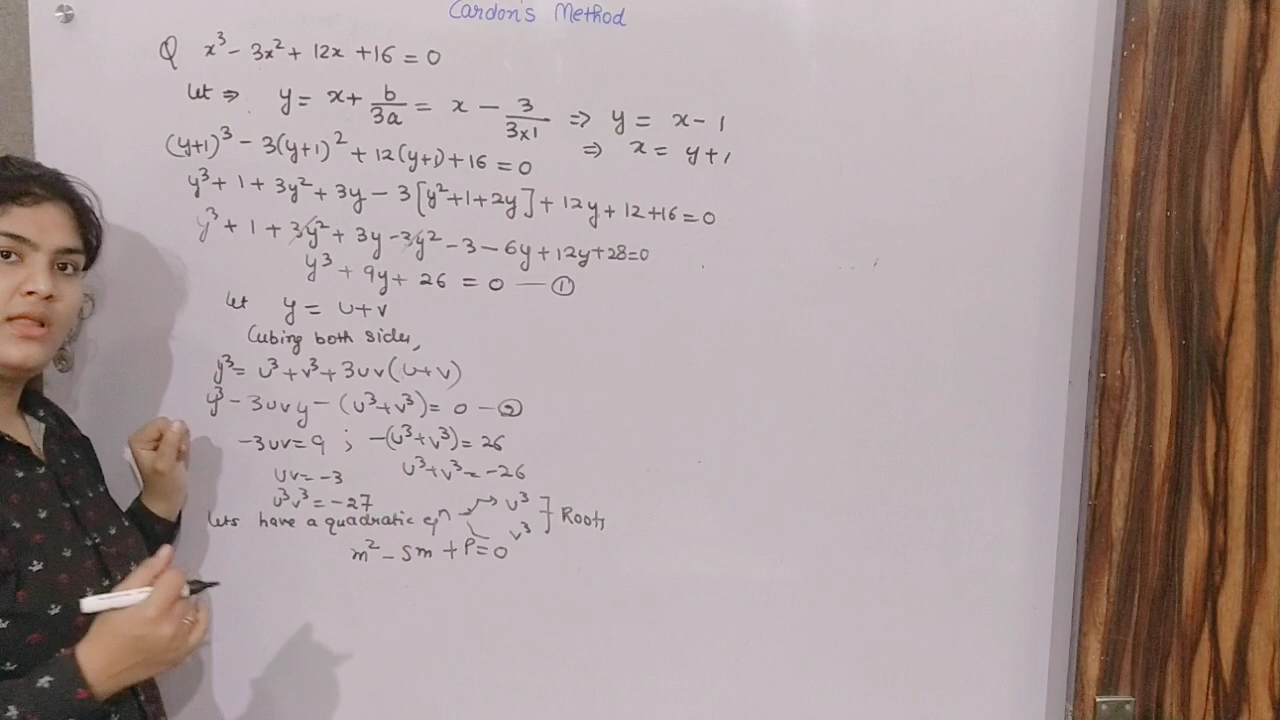 Cardon's Method
Q x³ - 3x² + 12x + 16 = 0
let ⇒ y = x + b/3a = x - 3/3×1 ⇒ y = x - 1
⇒ x = y+1
(y+1)³ - 3(y+1)² + 12(y+1) + 16 = 0
y³ + 1 + 3y² + 3y - 3[y²+1+2y] + 12y + 12 + 16 = 0
y³ + 1 + 3y² + 3y - 3y² - 3 - 6y + 12y + 28 = 0
y³ + 9y + 26 = 0 — ①
let y = u+v
Cubing both sides,
y³ = u³ + v³ + 3uv(u+v)
y³ - 3uvy - (u³+v³) = 0 — ②
-3uv = 9 ; -(u³+v³) = 26
uv = -3 u³+v³ = -26
u³v³ = -27
lets have a quadratic eqn → u³ v³ ] Roots
m² - Sm + P = 0